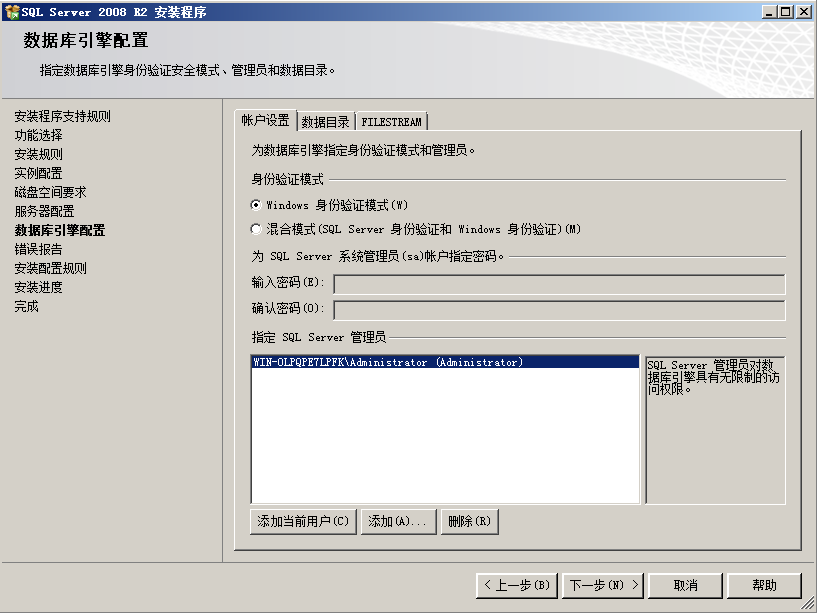 SQL Server 2008 R2 安装程序
数据库引擎配置
指定数据库引擎身份验证安全模式、管理员和数据目录。
安装程序支持规则
功能选择
安装规则
实例配置
磁盘空间要求
服务器配置
数据库引擎配置
错误报告
安装配置规则
安装进度
完成
帐户设置 数据目录 FILESTREAM
为数据库引擎指定身份验证模式和管理员。
身份验证模式
Windows 身份验证模式(W)
混合模式(SQL Server 身份验证和 Windows 身份验证)(M)
为 SQL Server 系统管理员(sa)帐户指定密码。
输入密码(E):
确认密码(O):
指定 SQL Server 管理员
WIN-OLPQPE7LPFK\Administrator (Administrator)
SQL Server 管理员对数
据库引擎具有无限制的访
问权限。
添加当前用户(C) 添加(A)... 删除(R)
< 上一步(B) 下一步(N) > 取消 帮助